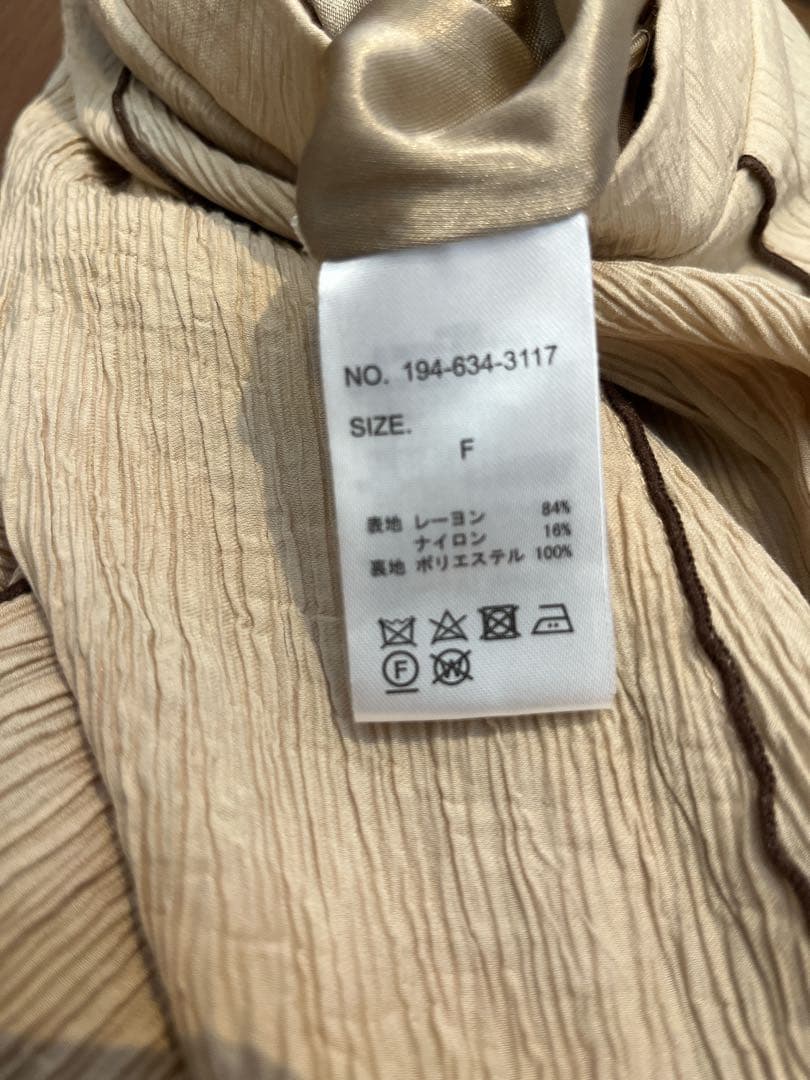 NO. 194-634-3117
SIZE.
F
表地 レーヨン 84%
ナイロン 16%
裏地 ポリエステル 100%
F W